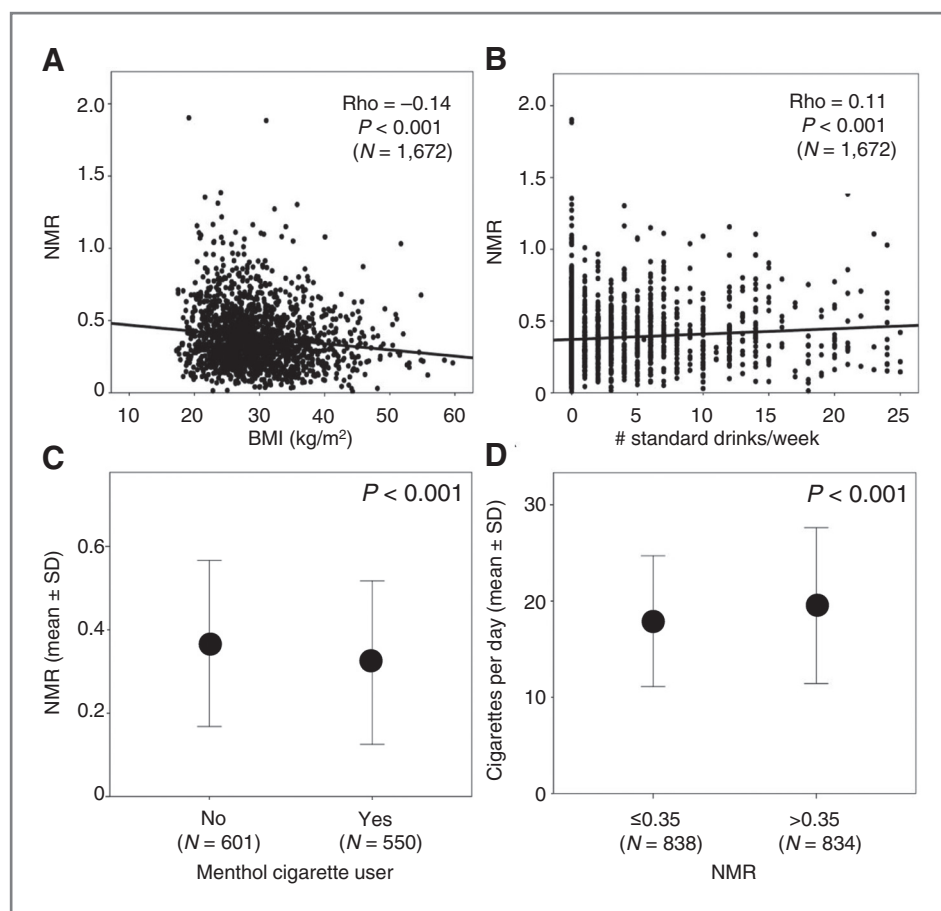 A
2.0
1.5
1.0
0.5
0
NMR
Rho = –0.14
P < 0.001
(N = 1,672)
10 20 30 40 50 60
BMI (kg/m²)
B
2.0
1.5
1.0
0.5
0
NMR
Rho = 0.11
P < 0.001
(N = 1,672)
0 5 10 15 20 25
# standard drinks/week
C
P < 0.001
0.6
0.4
0.2
0
NMR (mean ± SD)
No Yes
(N = 601) (N = 550)
Menthol cigarette user
D
P < 0.001
30
20
10
0
Cigarettes per day (mean ± SD)
≤0.35 >0.35
(N = 838) (N = 834)
NMR